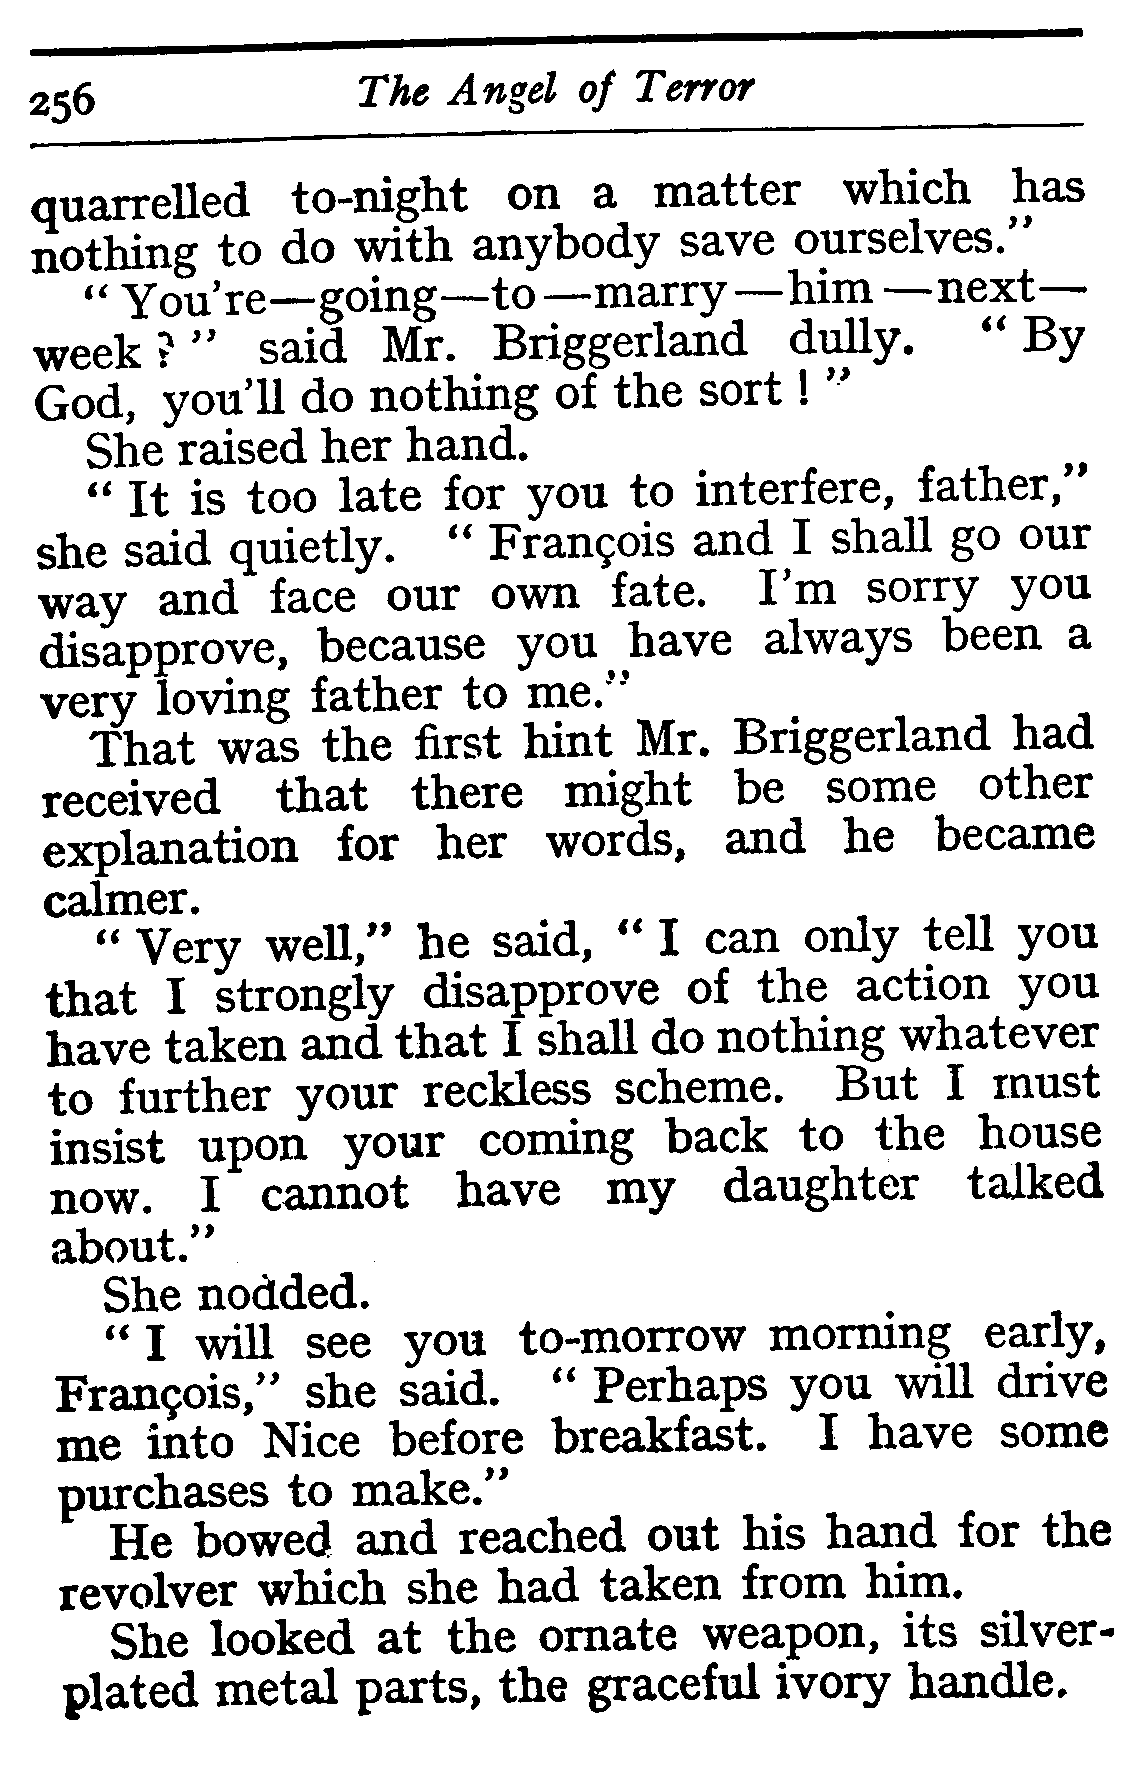 256 The Angel of Terror
quarrelled to-night on a matter which has
nothing to do with anybody save ourselves.”
“ You're—going—to—marry—him—next—
week ? ” said Mr. Briggerland dully. “ By
God, you'll do nothing of the sort ! ”
She raised her hand.
“ It is too late for you to interfere, father,”
she said quietly. “ François and I shall go our
way and face our own fate. I'm sorry you
disapprove, because you have always been a
very loving father to me.”
That was the first hint Mr. Briggerland had
received that there might be some other
explanation for her words, and he became
calmer.
“ Very well,” he said, “ I can only tell you
that I strongly disapprove of the action you
have taken and that I shall do nothing whatever
to further your reckless scheme. But I must
insist upon your coming back to the house
now. I cannot have my daughter talked
about.”
She nodded.
“ I will see you to-morrow morning early,
François,” she said. “ Perhaps you will drive
me into Nice before breakfast. I have some
purchases to make.”
He bowed and reached out his hand for the
revolver which she had taken from him.
She looked at the ornate weapon, its silver-
plated metal parts, the graceful ivory handle.